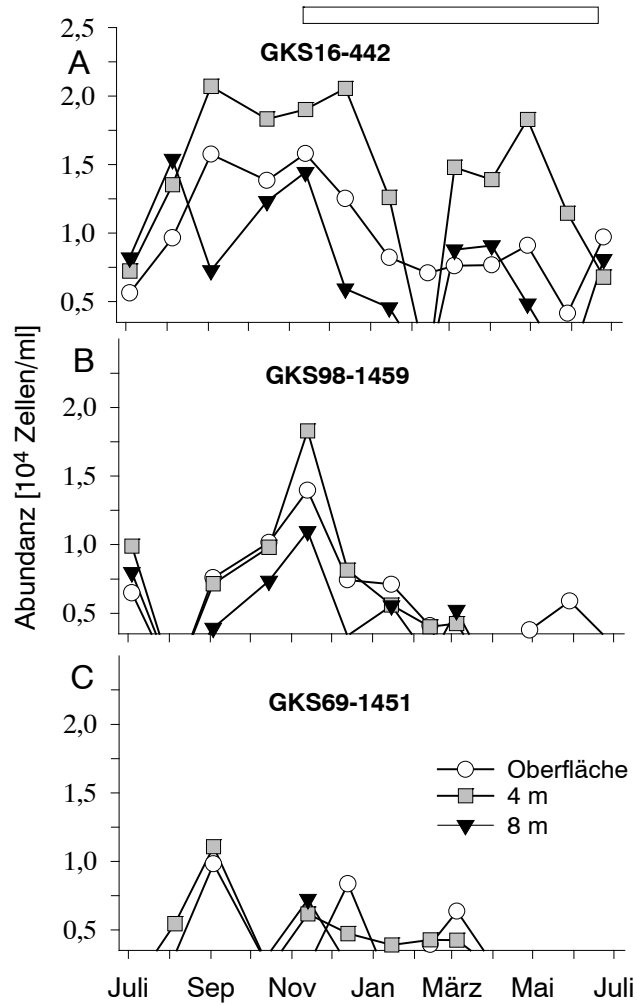 A
GKS16-442
2,5
2,0
1,5
1,0
0,5
B
GKS98-1459
2,0
1,5
1,0
0,5
C
GKS69-1451
2,0
1,5
1,0
0,5
Abundanz [10⁴ Zellen/ml]
Oberfläche
4 m
8 m
Juli Sep Nov Jan März Mai Juli